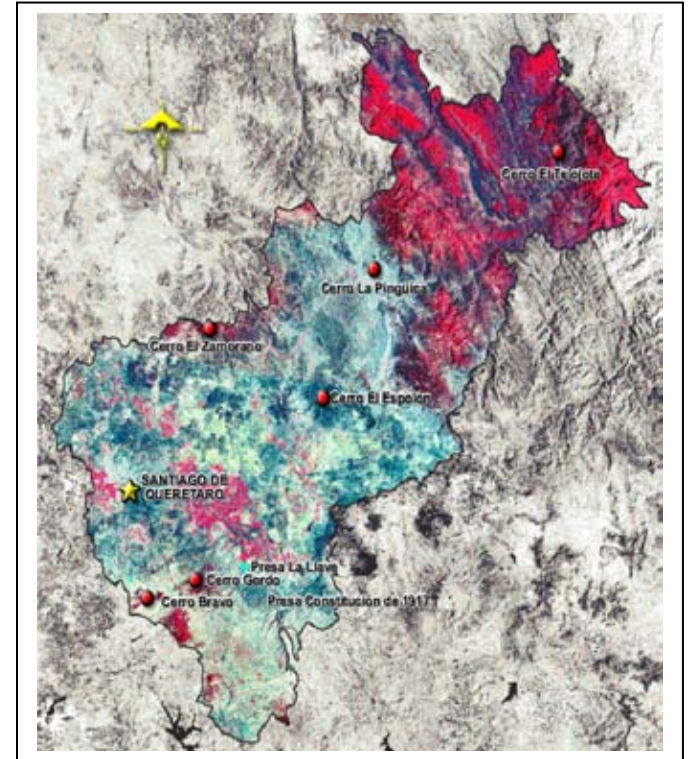 Cerro El Tejojote
Cerro La Pingüica
Cerro El Zamorano
Cerro El Espolón
SANTIAGO DE
QUERETARO
Presa La Llave
Cerro Gordo
Cerro Bravo
Presa Constitucion de 1917